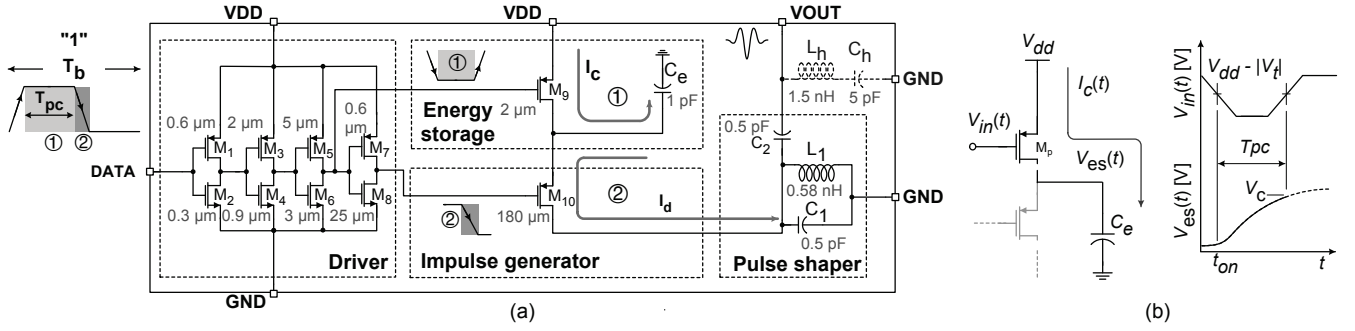 VDD
VDD
VOUT
"1"
T_b
T_pc
①
②
DATA
0.6 µm
2 µm
5 µm
0.6
µm
M_1
M_3
M_5
M_7
M_2
M_4
M_6
M_8
0.3 µm
0.9 µm
3 µm
25 µm
Driver
GND
①
I_c
C_e
①
1 pF
M_9
2 µm
Energy
storage
②
M_10
180 µm
②
I_d
Impulse generator
L_h
C_h
1.5 nH
5 pF
GND
0.5 pF
C_2
L_1
0.58 nH
C_1
0.5 pF
GND
Pulse shaper
(a)
V_dd
I_c(t)
V_in(t)
M_p
V_es(t)
C_e
V_in(t) [V]
V_dd - |V_t|
Tpc
V_es(t) [V]
V_c
t_on
t
(b)